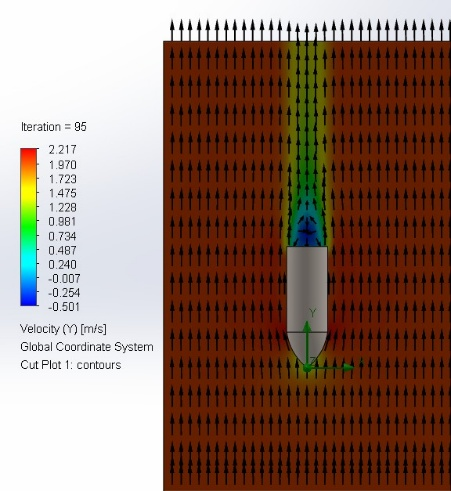 Iteration = 95
2.217
1.970
1.723
1.475
1.228
0.981
0.734
0.487
0.240
-0.007
-0.254
-0.501
Velocity (Y) [m/s]
Global Coordinate System
Cut Plot 1: contours
Y
Z